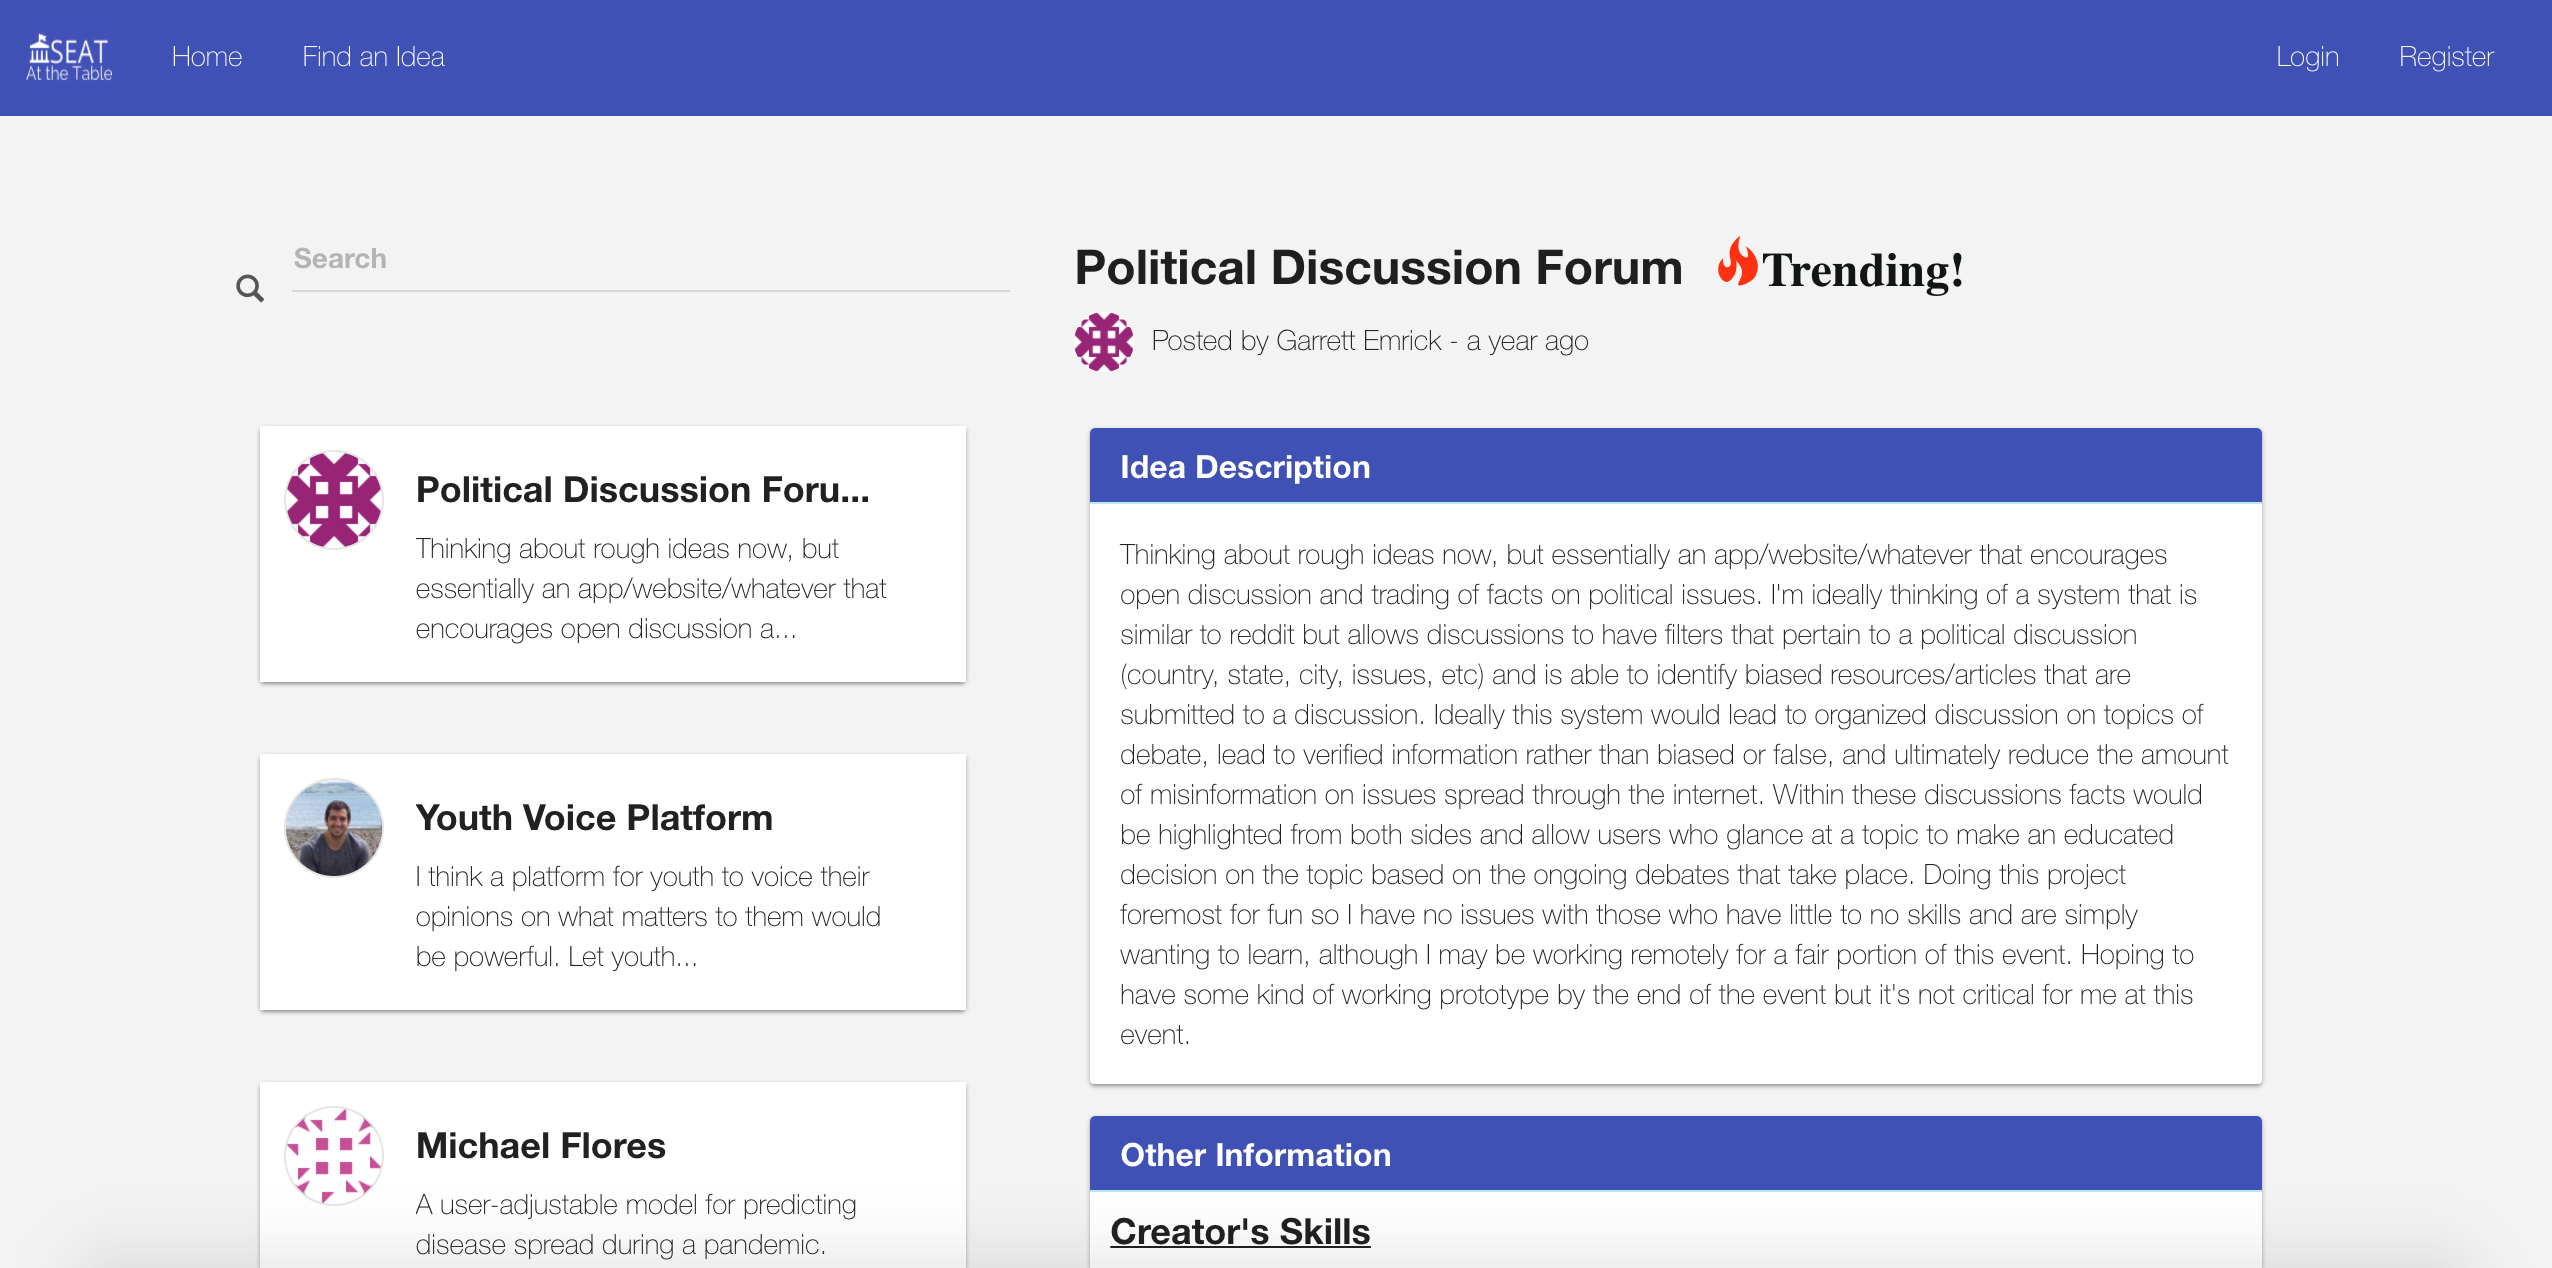 SEAT
At the Table
Home
Find an Idea
Login
Register
Search
Political Discussion Forum
Trending!
Posted by Garrett Emrick - a year ago
Political Discussion Foru...
Thinking about rough ideas now, but
essentially an app/website/whatever that
encourages open discussion a...
Youth Voice Platform
I think a platform for youth to voice their
opinions on what matters to them would
be powerful. Let youth...
Michael Flores
A user-adjustable model for predicting
disease spread during a pandemic.
Idea Description
Thinking about rough ideas now, but essentially an app/website/whatever that encourages
open discussion and trading of facts on political issues. I'm ideally thinking of a system that is
similar to reddit but allows discussions to have filters that pertain to a political discussion
(country, state, city, issues, etc) and is able to identify biased resources/articles that are
submitted to a discussion. Ideally this system would lead to organized discussion on topics of
debate, lead to verified information rather than biased or false, and ultimately reduce the amount
of misinformation on issues spread through the internet. Within these discussions facts would
be highlighted from both sides and allow users who glance at a topic to make an educated
decision on the topic based on the ongoing debates that take place. Doing this project
foremost for fun so I have no issues with those who have little to no skills and are simply
wanting to learn, although I may be working remotely for a fair portion of this event. Hoping to
have some kind of working prototype by the end of the event but it's not critical for me at this
event.
Other Information
Creator's Skills